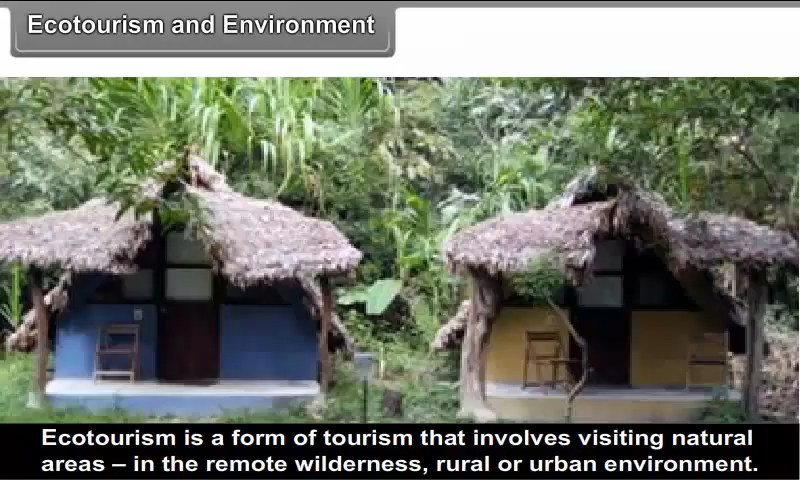 Ecotourism and Environment
Ecotourism is a form of tourism that involves visiting natural
areas – in the remote wilderness, rural or urban environment.